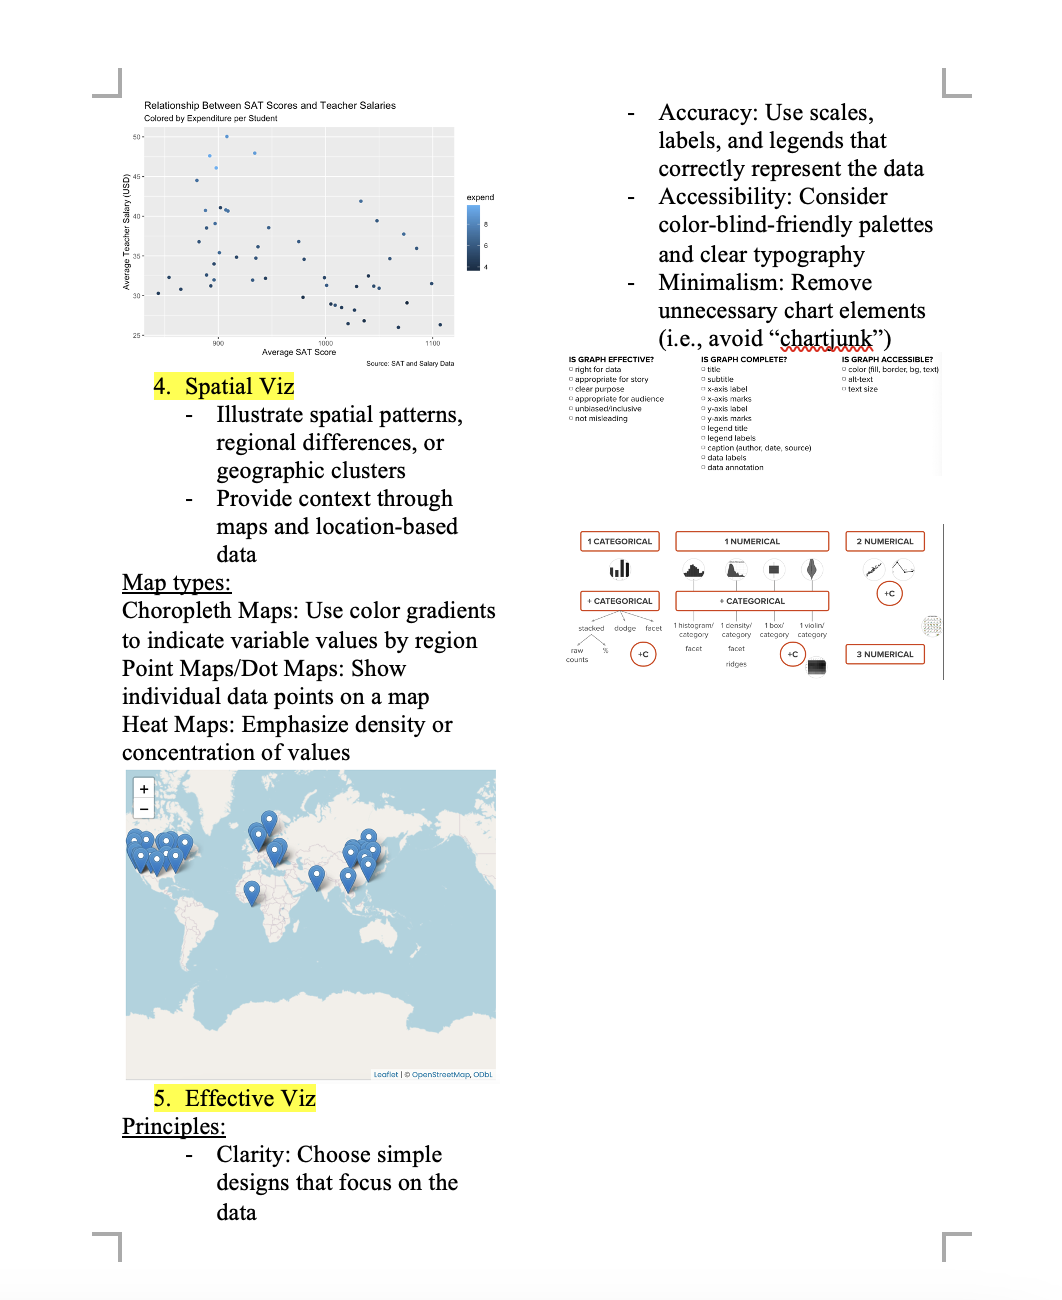 Relationship Between SAT Scores and Teacher Salaries
Colored by Expenditure per Student
50
45
40
35
30
25
Average Teacher Salary (USD)
900
1000
1100
Average SAT Score
Source: SAT and Salary Data
expend
8
6
4
4. Spatial Viz
- Illustrate spatial patterns,
regional differences, or
geographic clusters
- Provide context through
maps and location-based
data
Map types:
Choropleth Maps: Use color gradients
to indicate variable values by region
Point Maps/Dot Maps: Show
individual data points on a map
Heat Maps: Emphasize density or
concentration of values
+
−
Leaflet | © OpenStreetMap, ODbL
5. Effective Viz
Principles:
- Clarity: Choose simple
designs that focus on the
data
- Accuracy: Use scales,
labels, and legends that
correctly represent the data
- Accessibility: Consider
color-blind-friendly palettes
and clear typography
- Minimalism: Remove
unnecessary chart elements
(i.e., avoid “chartjunk”)
IS GRAPH EFFECTIVE?
right for data
appropriate for story
clear purpose
appropriate for audience
unbiased/inclusive
not misleading
IS GRAPH COMPLETE?
title
subtitle
x-axis label
x-axis marks
y-axis label
y-axis marks
legend title
legend labels
caption (author, date, source)
data labels
data annotation
IS GRAPH ACCESSIBLE?
color (fill, border, bg, text)
alt-text
text size
1 CATEGORICAL
+ CATEGORICAL
stacked dodge facet
raw counts
%
+C
1 NUMERICAL
+ CATEGORICAL
1 histogram/ category
facet
1 density/ category
facet
ridges
1 box/ category
1 violin/ category
+C
2 NUMERICAL
+C
3 NUMERICAL